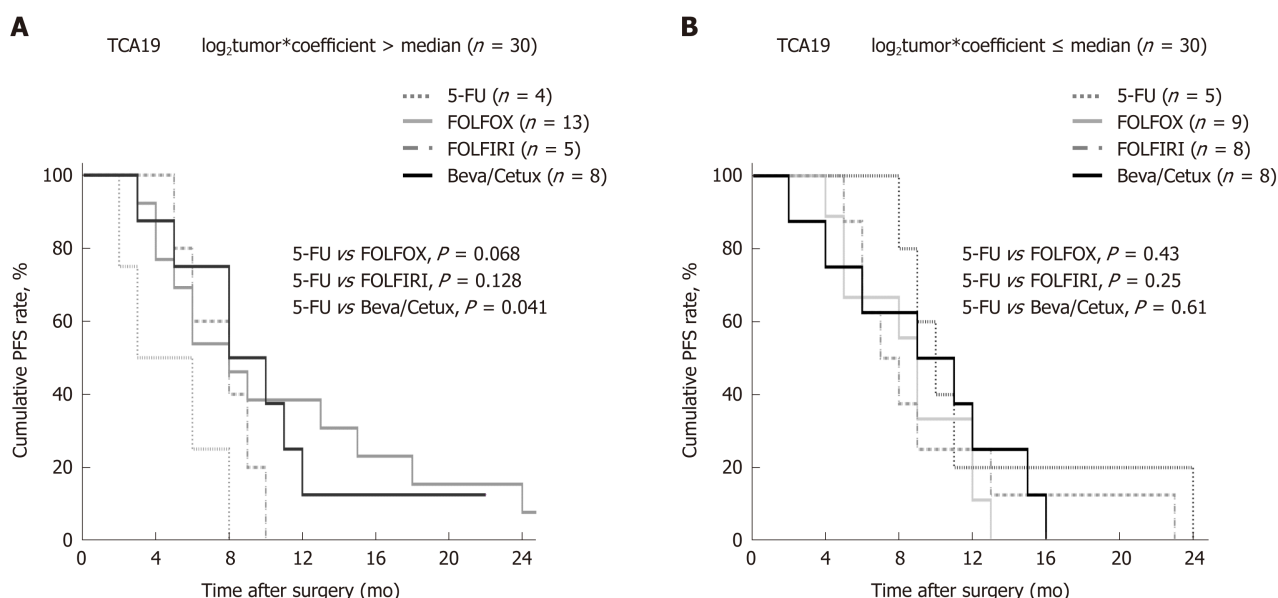 A
TCA19 log₂tumor*coefficient > median (n = 30)
5-FU (n = 4)
FOLFOX (n = 13)
FOLFIRI (n = 5)
Beva/Cetux (n = 8)
5-FU vs FOLFOX, P = 0.068
5-FU vs FOLFIRI, P = 0.128
5-FU vs Beva/Cetux, P = 0.041
Cumulative PFS rate, %
100
80
60
40
20
0
0 4 8 12 16 20 24
Time after surgery (mo)
B
TCA19 log₂tumor*coefficient ≤ median (n = 30)
5-FU (n = 5)
FOLFOX (n = 9)
FOLFIRI (n = 8)
Beva/Cetux (n = 8)
5-FU vs FOLFOX, P = 0.43
5-FU vs FOLFIRI, P = 0.25
5-FU vs Beva/Cetux, P = 0.61
Cumulative PFS rate, %
100
80
60
40
20
0
0 4 8 12 16 20 24
Time after surgery (mo)